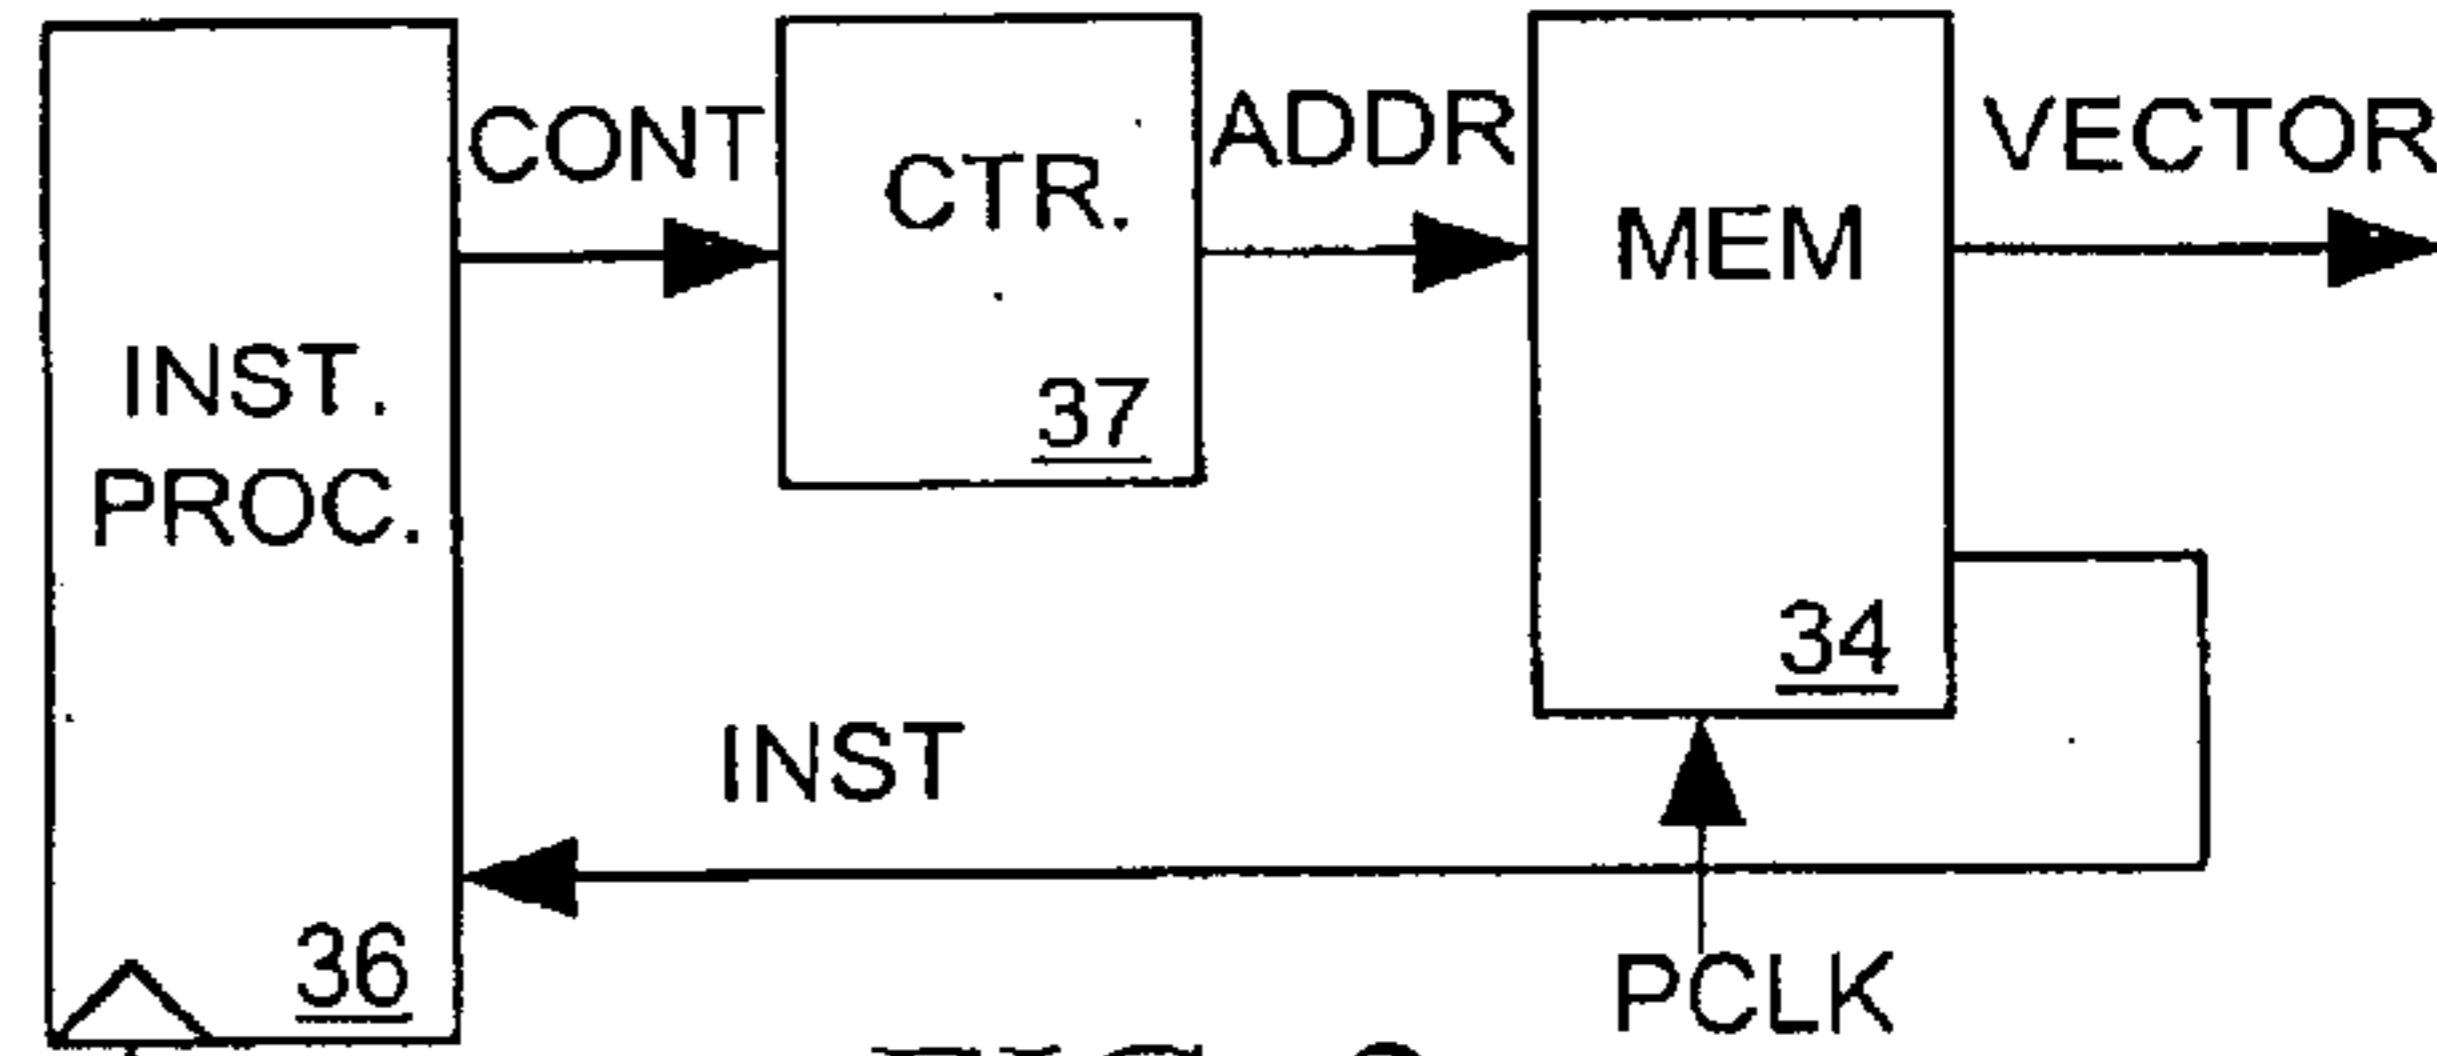 CONT
CTR.
37
ADDR
MEM
34
VECTOR
INST.
PROC.
36
INST
PCLK